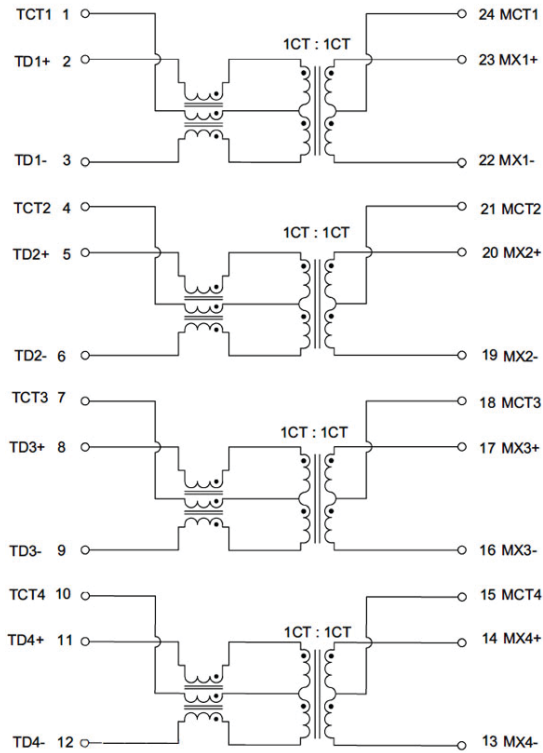 TCT1 1 24 MCT1
1CT : 1CT
TD1+ 2 23 MX1+
TD1- 3 22 MX1-
TCT2 4 21 MCT2
1CT : 1CT
TD2+ 5 20 MX2+
TD2- 6 19 MX2-
TCT3 7 18 MCT3
1CT : 1CT
TD3+ 8 17 MX3+
TD3- 9 16 MX3-
TCT4 10 15 MCT4
1CT : 1CT
TD4+ 11 14 MX4+
TD4- 12 13 MX4-